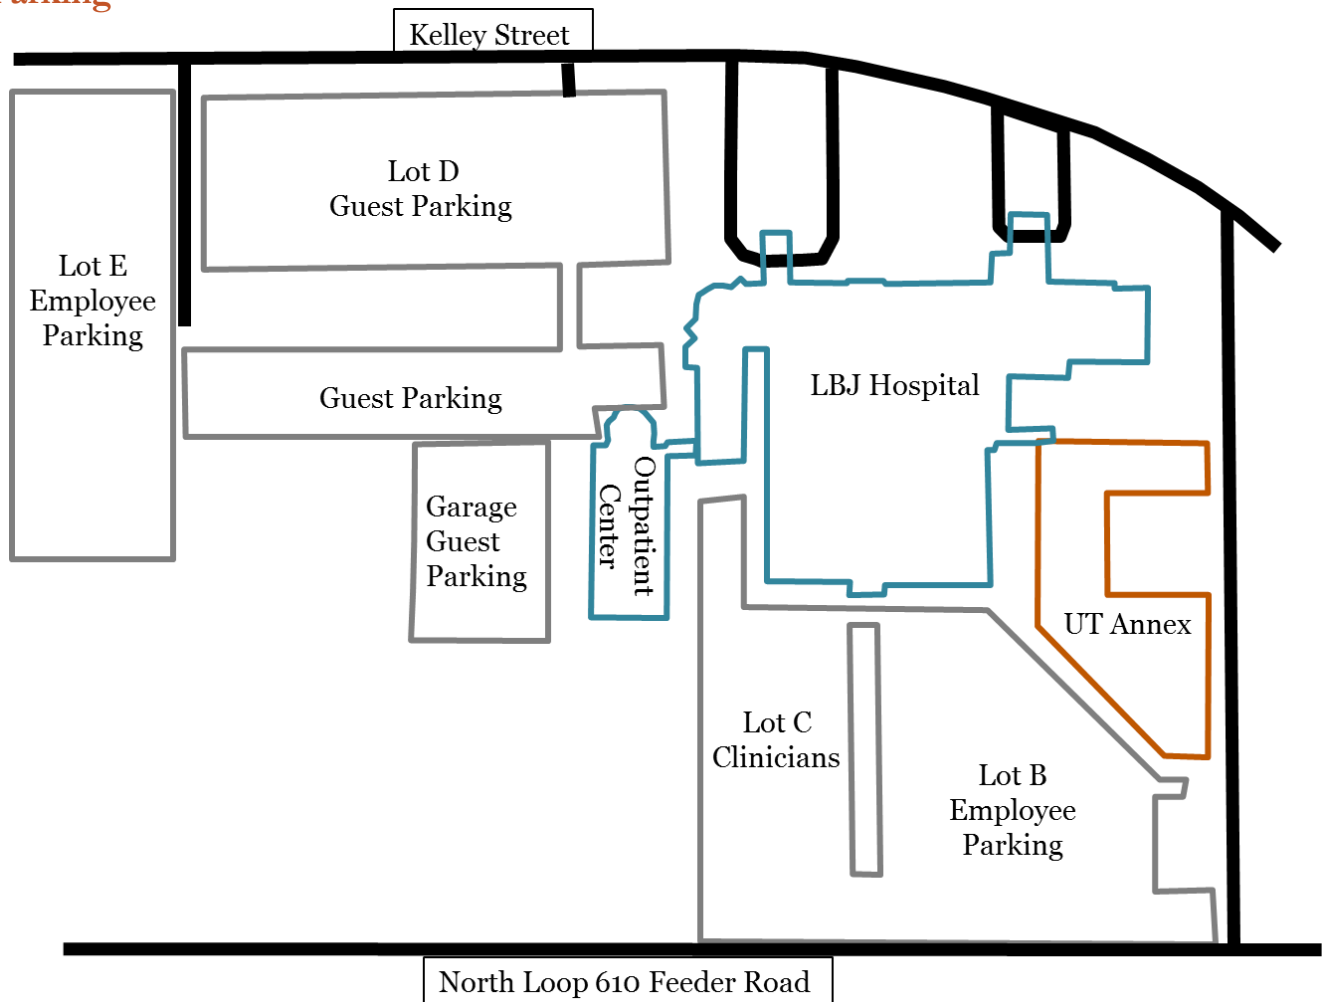 Kelley Street
Lot D
Guest Parking
Lot E
Employee
Parking
Guest Parking
LBJ Hospital
Outpatient
Center
Garage
Guest
Parking
UT Annex
Lot C
Clinicians
Lot B
Employee
Parking
North Loop 610 Feeder Road